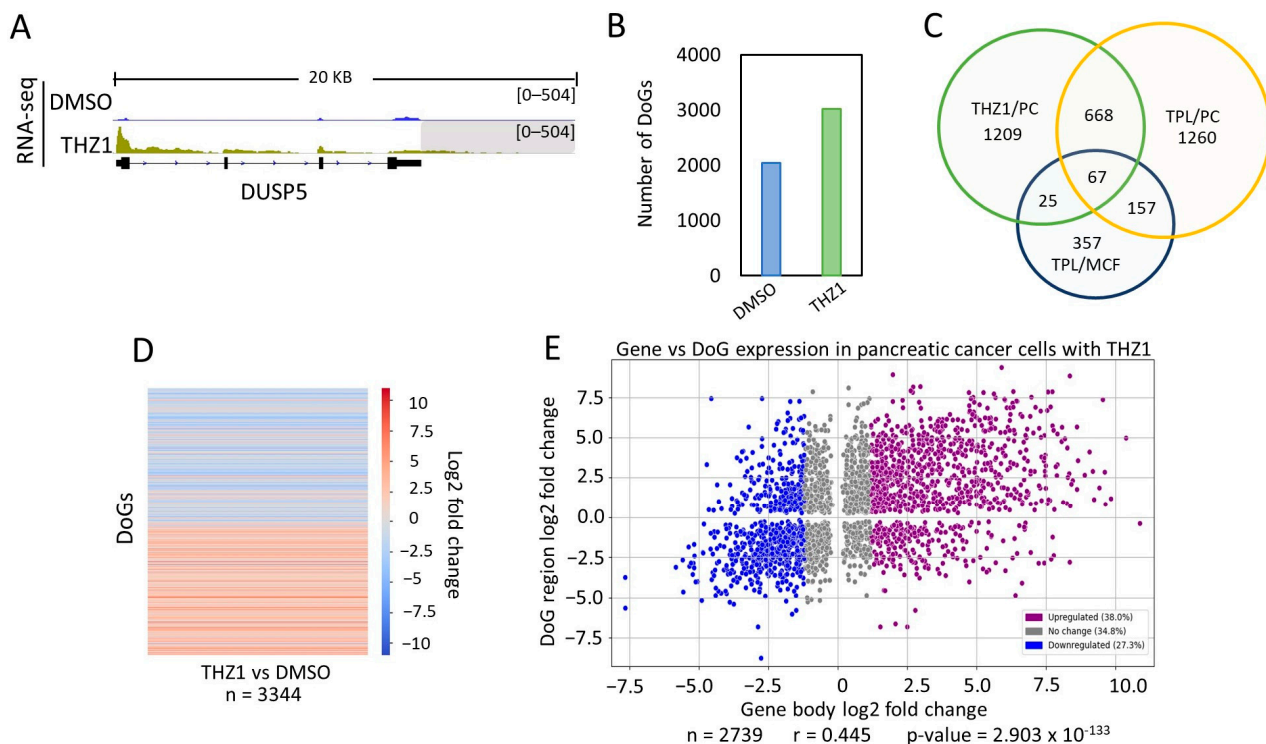 A
20 KB
RNA-seq
DMSO
[0–504]
THZ1
[0–504]
DUSP5
B
Number of DoGs
4000
3000
2000
1000
0
DMSO
THZ1
C
THZ1/PC
1209
668
TPL/PC
1260
67
25
157
357
TPL/MCF
D
DoGs
10
7.5
5
2.5
0
−2.5
−5
−7.5
−10
Log2 fold change
THZ1 vs DMSO
n = 3344
E
Gene vs DoG expression in pancreatic cancer cells with THZ1
DoG region log2 fold change
7.5
5.0
2.5
0.0
−2.5
−5.0
−7.5
Upregulated (38.0%)
No change (34.8%)
Downregulated (27.3%)
−7.5 −5.0 −2.5 0 2.5 5.0 7.5 10.0
Gene body log2 fold change
n = 2739 r = 0.445 p-value = 2.903 x 10⁻¹³³